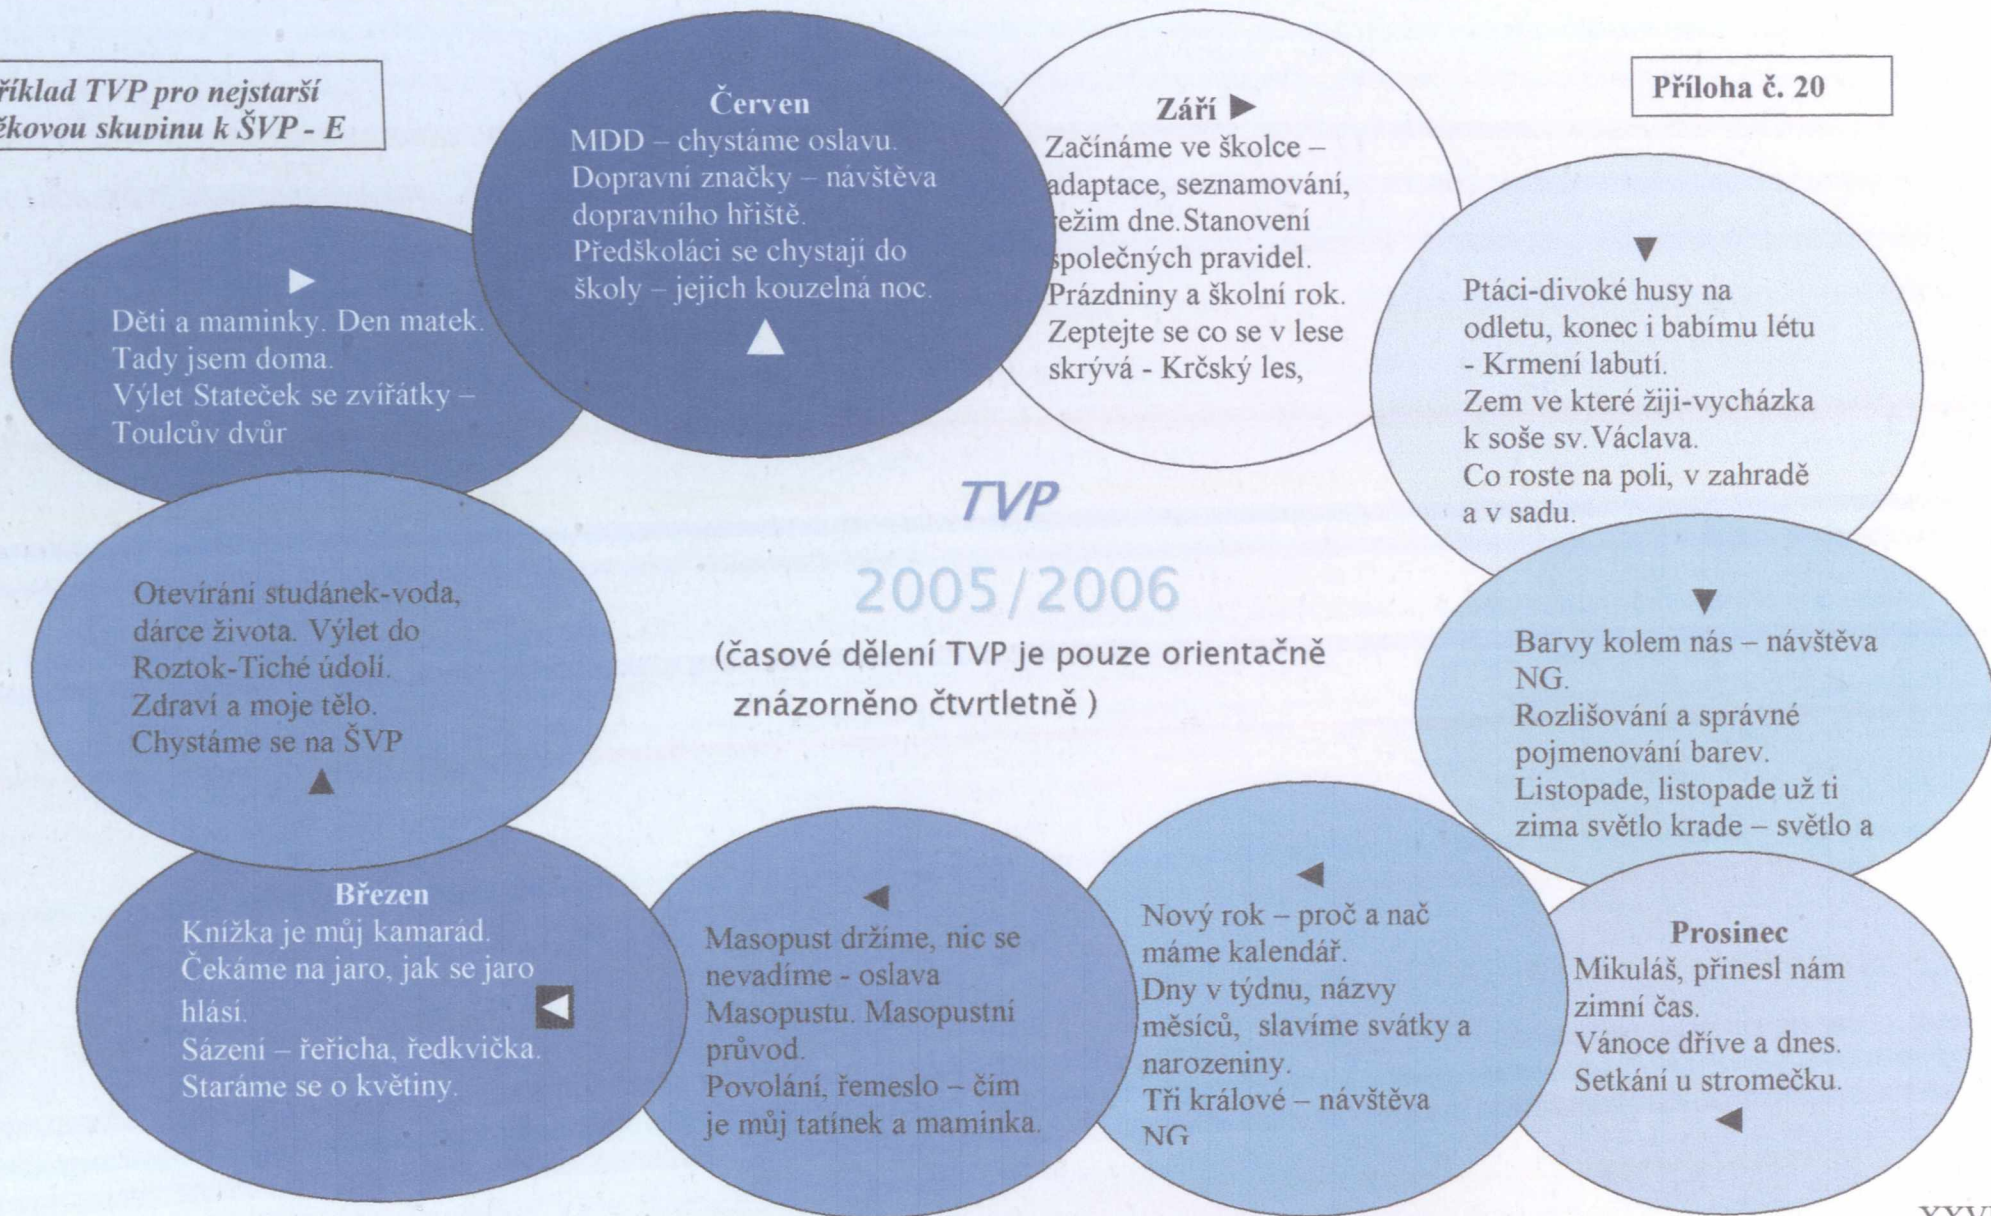 říklad TVP pro nejstarší
ěkovou skupinu k ŠVP - E
Příloha č. 20
Červen
MDD – chystáme oslavu.
Dopravní značky – návštěva
dopravního hřiště.
Předškoláci se chystají do
školy – jejich kouzelná noc.
Září
Začínáme ve školce –
adaptace, seznamování,
režim dne.Stanovení
společných pravidel.
Prázdniny a školní rok.
Zeptejte se co se v lese
skrývá - Krčský les,
Ptáci-divoké husy na
odletu, konec i babímu létu
- Krmení labutí.
Zem ve které žiji-vycházka
k soše sv.Václava.
Co roste na poli, v zahradě
a v sadu.
Barvy kolem nás – návštěva
NG.
Rozlišování a správné
pojmenování barev.
Listopade, listopade už ti
zima světlo krade – světlo a
Prosinec
Mikuláš, přinesl nám
zimní čas.
Vánoce dříve a dnes.
Setkání u stromečku.
Nový rok – proč a nač
máme kalendář.
Dny v týdnu, názvy
měsíců, slavíme svátky a
narozeniny.
Tři králové – návštěva
NG
Masopust držíme, nic se
nevadíme - oslava
Masopustu. Masopustní
průvod.
Povolání, řemeslo – čím
je můj tatínek a maminka.
Březen
Knížka je můj kamarád.
Čekáme na jaro, jak se jaro
hlásí.
Sázení – řeřicha, ředkvička.
Staráme se o květiny.
Otevírání studánek-voda,
dárce života. Výlet do
Roztok-Tiché údolí.
Zdraví a moje tělo.
Chystáme se na ŠVP
Děti a maminky. Den matek.
Tady jsem doma.
Výlet Stateček se zvířátky –
Toulcův dvůr
TVP
2005/2006
(časové dělení TVP je pouze orientačně
znázorněno čtvrtletně )